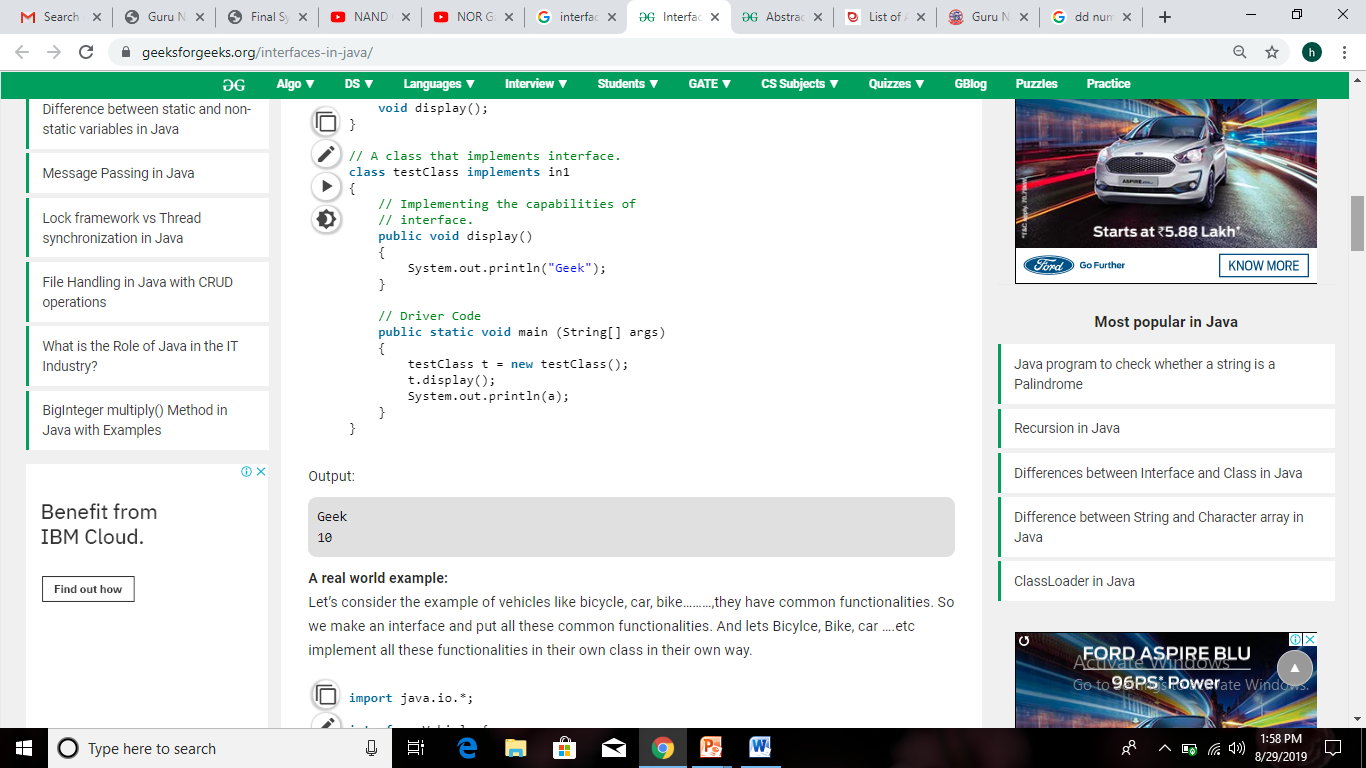 Search
Guru N
Final Sy
NAND
NOR G
interfac
Interfac
Abstrac
List of
Guru N
dd num
geeksforgeeks.org/interfaces-in-java/
h
Algo ▼ DS ▼ Languages ▼ Interview ▼ Students ▼ GATE ▼ CS Subjects ▼ Quizzes ▼ GBlog Puzzles Practice
Difference between static and non-
static variables in Java
Message Passing in Java
Lock framework vs Thread
synchronization in Java
File Handling in Java with CRUD
operations
What is the Role of Java in the IT
Industry?
BigInteger multiply() Method in
Java with Examples
Benefit from
IBM Cloud.
Find out how
void display();
}
// A class that implements interface.
class testClass implements in1
{
// Implementing the capabilities of
// interface.
public void display()
{
System.out.println("Geek");
}
// Driver Code
public static void main (String[] args)
{
testClass t = new testClass();
t.display();
System.out.println(a);
}
}
Output:
Geek
10
A real world example:
Let's consider the example of vehicles like bicycle, car, bike………,they have common functionalities. So
we make an interface and put all these common functionalities. And lets Bicylce, Bike, car ….etc
implement all these functionalities in their own class in their own way.
import java.io.*;
ASPIRE
Starts at ₹5.88 Lakh*
Ford Go Further
KNOW MORE
Most popular in Java
Java program to check whether a string is a
Palindrome
Recursion in Java
Differences between Interface and Class in Java
Difference between String and Character array in
Java
ClassLoader in Java
FORD ASPIRE BLU
96PS* Power
Activate Windows
Go to Settings to activate Windows.
Type here to search
1:58 PM
8/29/2019